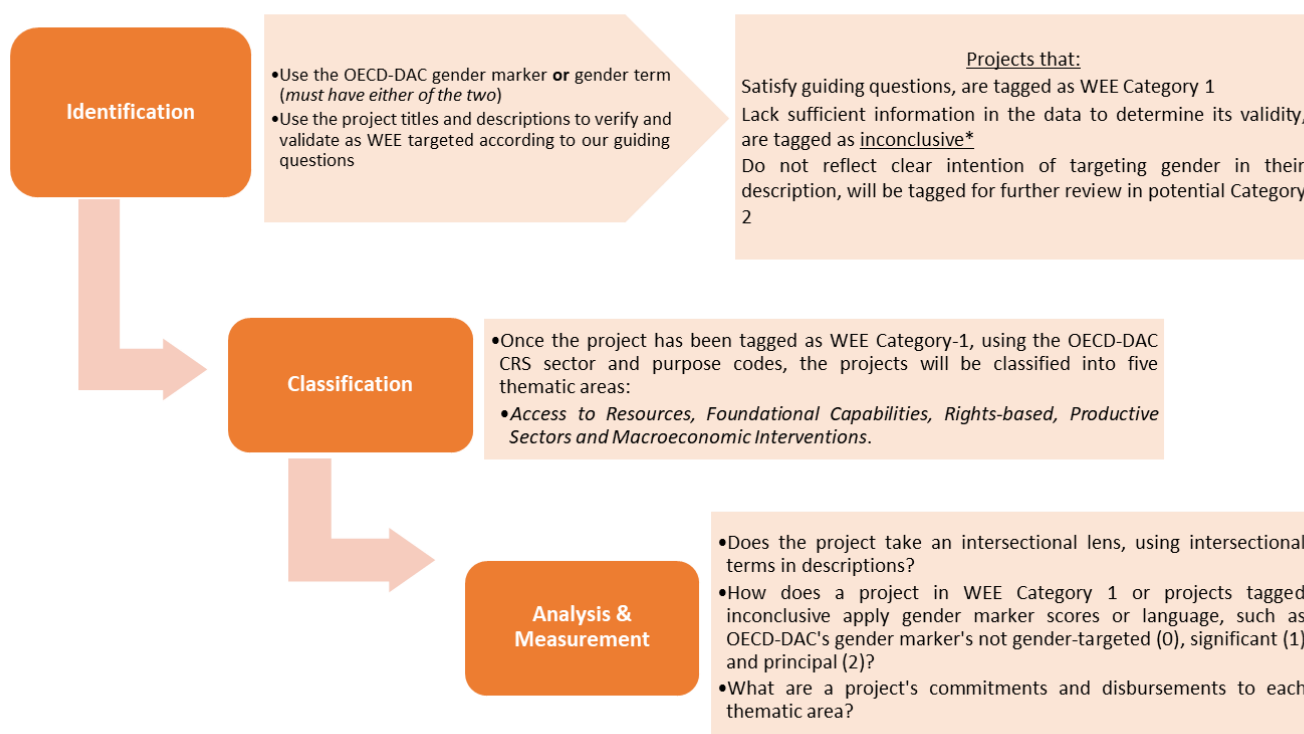 Identification
•Use the OECD-DAC gender marker or gender term
(must have either of the two)
•Use the project titles and descriptions to verify and
validate as WEE targeted according to our guiding
questions
Projects that:
Satisfy guiding questions, are tagged as WEE Category 1
Lack sufficient information in the data to determine its validity,
are tagged as inconclusive*
Do not reflect clear intention of targeting gender in their
description, will be tagged for further review in potential Category
2
Classification
•Once the project has been tagged as WEE Category-1, using the OECD-DAC
CRS sector and purpose codes, the projects will be classified into five
thematic areas:
•Access to Resources, Foundational Capabilities, Rights-based, Productive
Sectors and Macroeconomic Interventions.
Analysis &
Measurement
•Does the project take an intersectional lens, using intersectional
terms in descriptions?
•How does a project in WEE Category 1 or projects tagged
inconclusive apply gender marker scores or language, such as
OECD-DAC's gender marker's not gender-targeted (0), significant (1)
and principal (2)?
•What are a project's commitments and disbursements to each
thematic area?